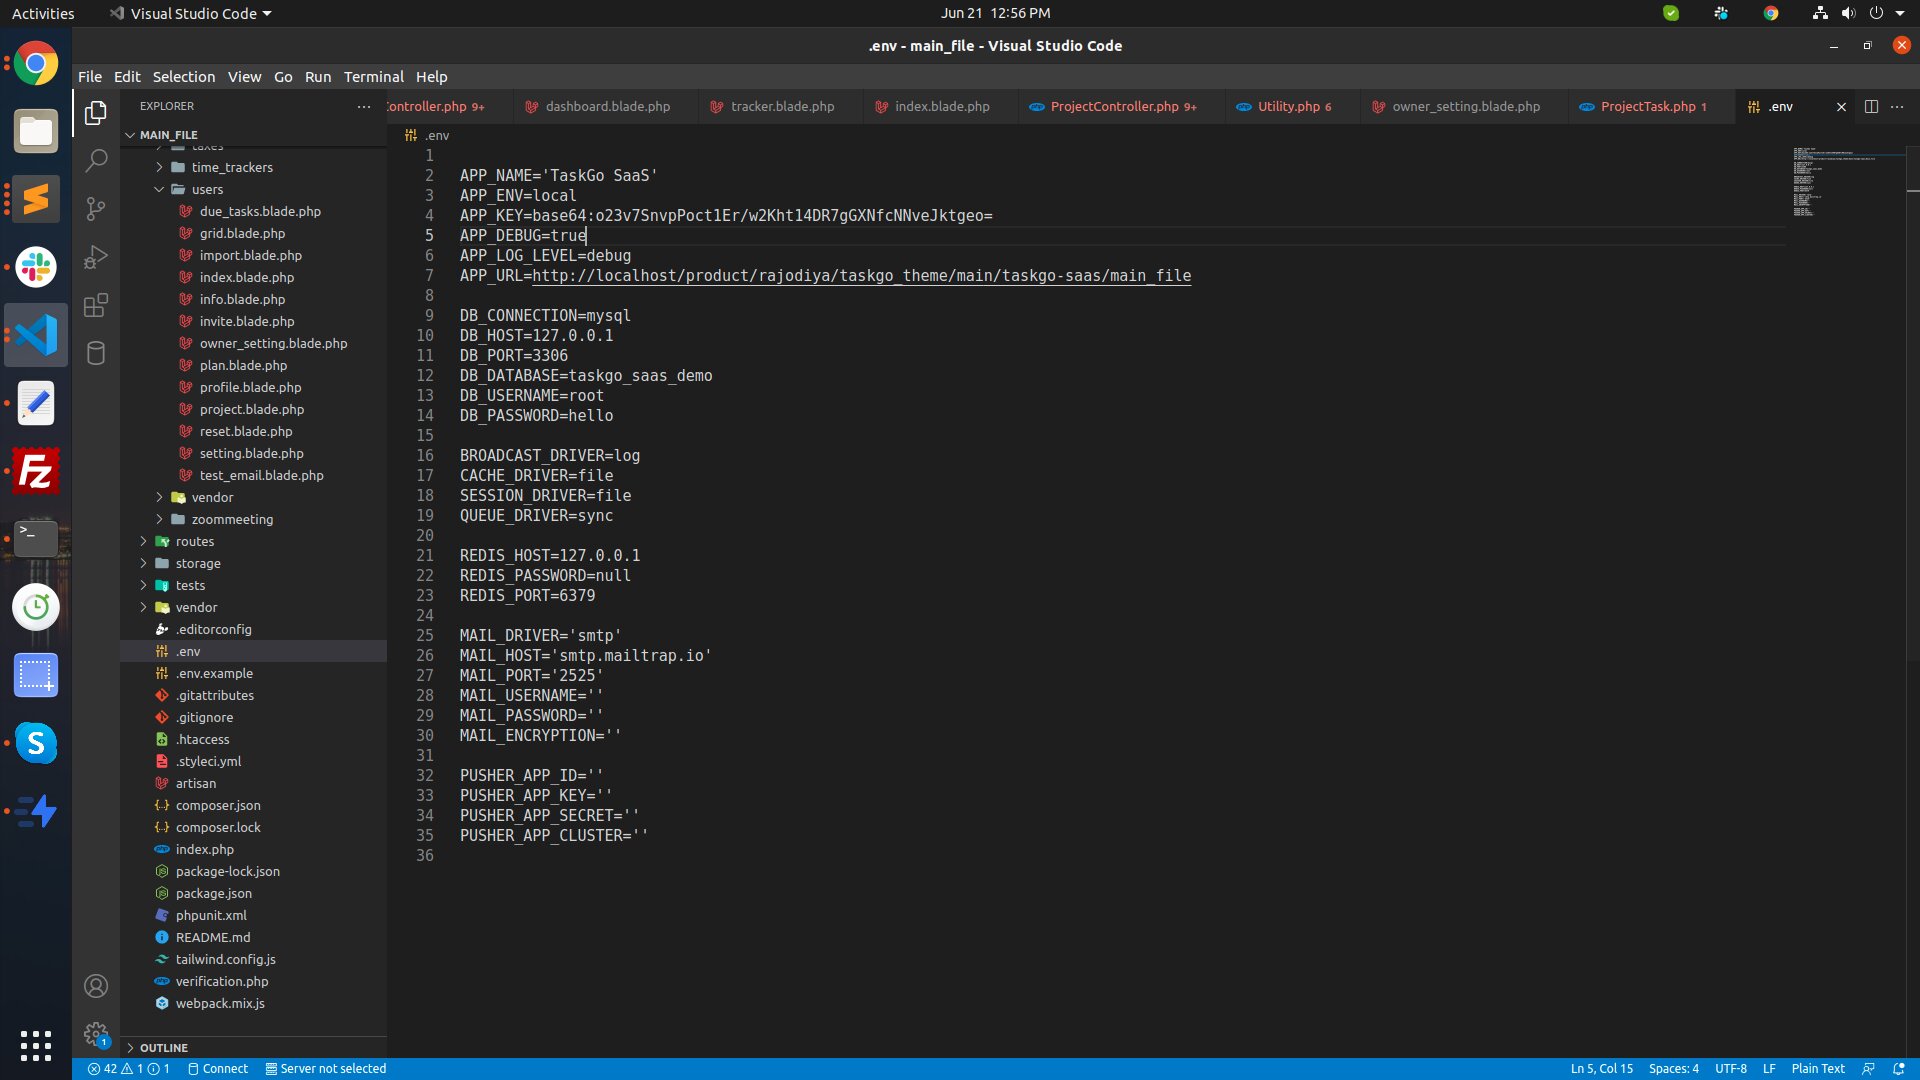 Activities
Visual Studio Code
Jun 21 12:56 PM
.env - main_file - Visual Studio Code
File Edit Selection View Go Run Terminal Help
EXPLORER
Controller.php 9+
dashboard.blade.php
tracker.blade.php
index.blade.php
ProjectController.php 9+
Utility.php 6
owner_setting.blade.php
ProjectTask.php 1
.env
MAIN_FILE
taxes
time_trackers
users
due_tasks.blade.php
grid.blade.php
import.blade.php
index.blade.php
info.blade.php
invite.blade.php
owner_setting.blade.php
plan.blade.php
profile.blade.php
project.blade.php
reset.blade.php
setting.blade.php
test_email.blade.php
vendor
zoommeeting
routes
storage
tests
vendor
.editorconfig
.env
.env.example
.gitattributes
.gitignore
.htaccess
.styleci.yml
artisan
composer.json
composer.lock
index.php
package-lock.json
package.json
phpunit.xml
README.md
tailwind.config.js
verification.php
webpack.mix.js
OUTLINE
.env
1
2 APP_NAME='TaskGo SaaS'
3 APP_ENV=local
4 APP_KEY=base64:o23v7SnvpPoct1Er/w2Kht14DR7gGXNfcNNveJktgeo=
5 APP_DEBUG=true
6 APP_LOG_LEVEL=debug
7 APP_URL=http://localhost/product/rajodiya/taskgo_theme/main/taskgo-saas/main_file
8
9 DB_CONNECTION=mysql
10 DB_HOST=127.0.0.1
11 DB_PORT=3306
12 DB_DATABASE=taskgo_saas_demo
13 DB_USERNAME=root
14 DB_PASSWORD=hello
15
16 BROADCAST_DRIVER=log
17 CACHE_DRIVER=file
18 SESSION_DRIVER=file
19 QUEUE_DRIVER=sync
20
21 REDIS_HOST=127.0.0.1
22 REDIS_PASSWORD=null
23 REDIS_PORT=6379
24
25 MAIL_DRIVER='smtp'
26 MAIL_HOST='smtp.mailtrap.io'
27 MAIL_PORT='2525'
28 MAIL_USERNAME=''
29 MAIL_PASSWORD=''
30 MAIL_ENCRYPTION=''
31
32 PUSHER_APP_ID=''
33 PUSHER_APP_KEY=''
34 PUSHER_APP_SECRET=''
35 PUSHER_APP_CLUSTER=''
36
1
42 1 1 Connect Server not selected
Ln 5, Col 15 Spaces: 4 UTF-8 LF Plain Text